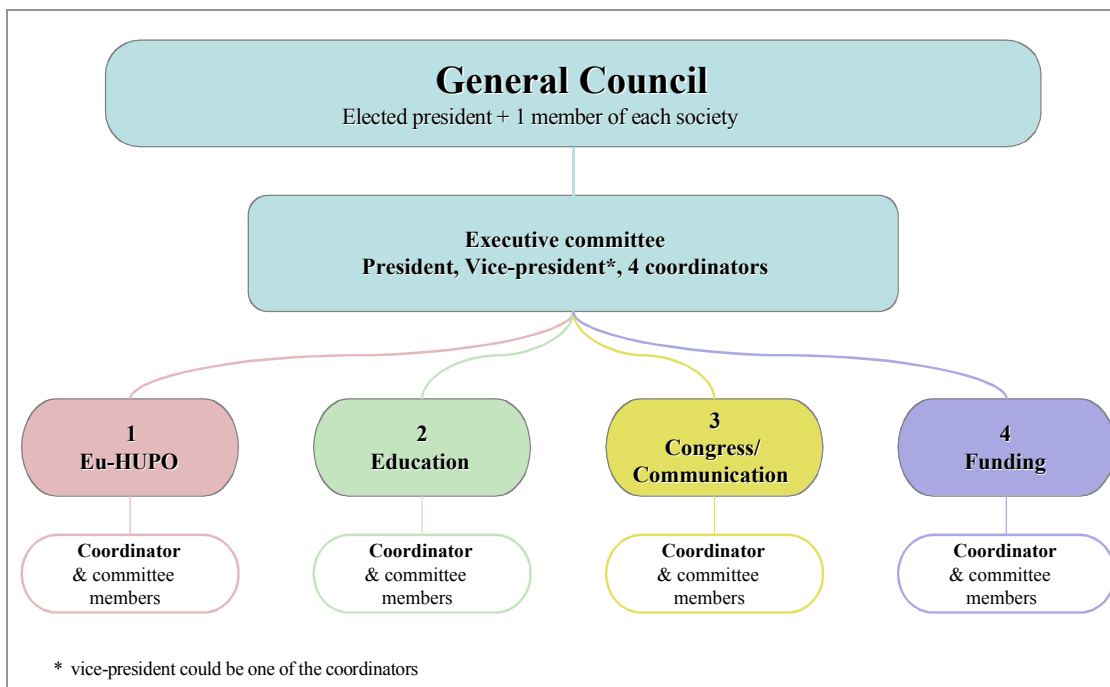 General Council
Elected president + 1 member of each society
Executive committee
President, Vice-president*, 4 coordinators
1
Eu-HUPO
2
Education
3
Congress/
Communication
4
Funding
Coordinator
& committee
members
Coordinator
& committee
members
Coordinator
& committee
members
Coordinator
& committee
members
* vice-president could be one of the coordinators